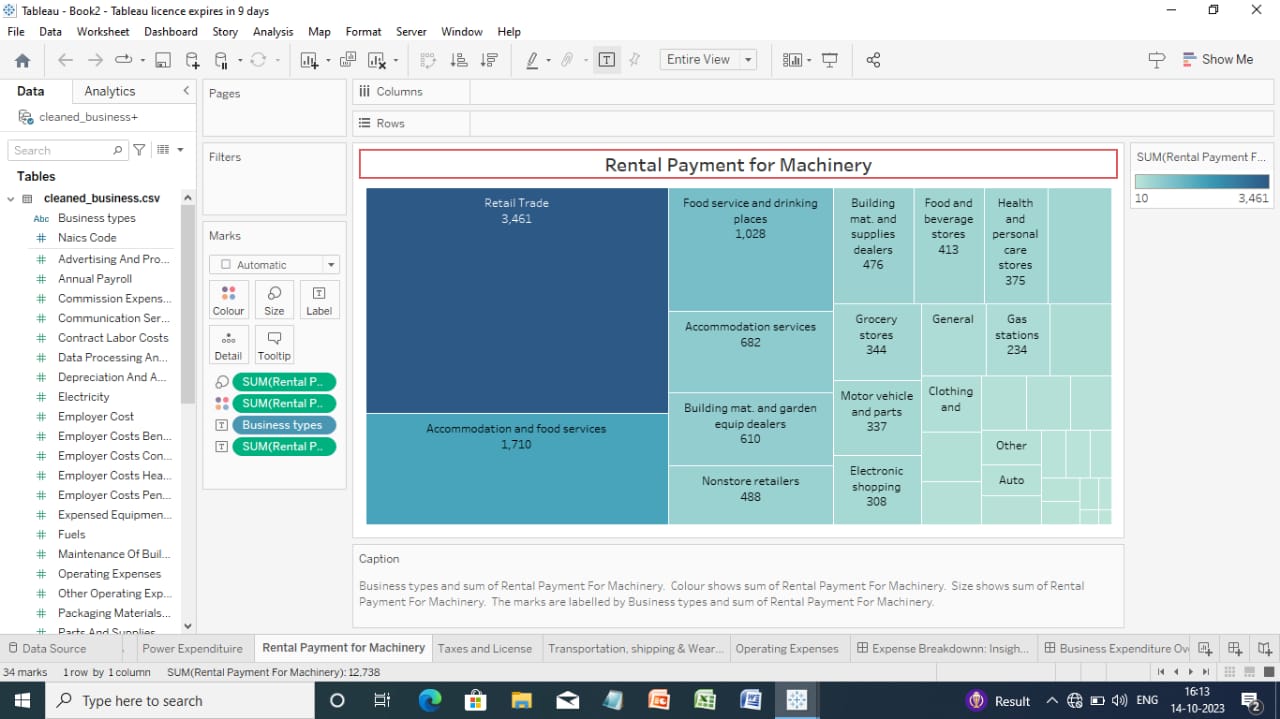 Tableau - Book2 - Tableau licence expires in 9 days
File Data Worksheet Dashboard Story Analysis Map Format Server Window Help
Entire View
Show Me
Data Analytics
cleaned_business+
Search
Tables
cleaned_business.csv
Abc Business types
# Naics Code
# Advertising And Pro...
# Annual Payroll
# Commission Expens...
# Communication Ser...
# Contract Labor Costs
# Data Processing An...
# Depreciation And A...
# Electricity
# Employer Cost
# Employer Costs Ben...
# Employer Costs Con...
# Employer Costs Hea...
# Employer Costs Pen...
# Expensed Equipmen...
# Fuels
# Maintenance Of Buil...
# Operating Expenses
# Other Operating Exp...
# Packaging Materials...
# Parts And Supplies
Pages
Filters
Marks
Automatic
Colour Size Label
Detail Tooltip
SUM(Rental P..
SUM(Rental P..
Business types
SUM(Rental P..
Columns
Rows
Rental Payment for Machinery
Retail Trade
3,461
Accommodation and food services
1,710
Food service and drinking
places
1,028
Accommodation services
682
Building mat. and garden
equip dealers
610
Nonstore retailers
488
Building
mat. and
supplies
dealers
476
Food and
beverage
stores
413
Health
and
personal
care
stores
375
Grocery
stores
344
General
Gas
stations
234
Motor vehicle
and parts
337
Clothing
and
Electronic
shopping
308
Other
Auto
SUM(Rental Payment F...
10 3,461
Caption
Business types and sum of Rental Payment For Machinery. Colour shows sum of Rental Payment For Machinery. Size shows sum of Rental
Payment For Machinery. The marks are labelled by Business types and sum of Rental Payment For Machinery.
Data Source Power Expenditure Rental Payment for Machinery Taxes and License Transportation, shipping & Wear... Operating Expenses Expense Breakdownn: Insigh... Business Expenditure Ov
34 marks 1 row by 1 column SUM(Rental Payment For Machinery): 12,738
Type here to search
Result
ENG
16:13
14-10-2023
2